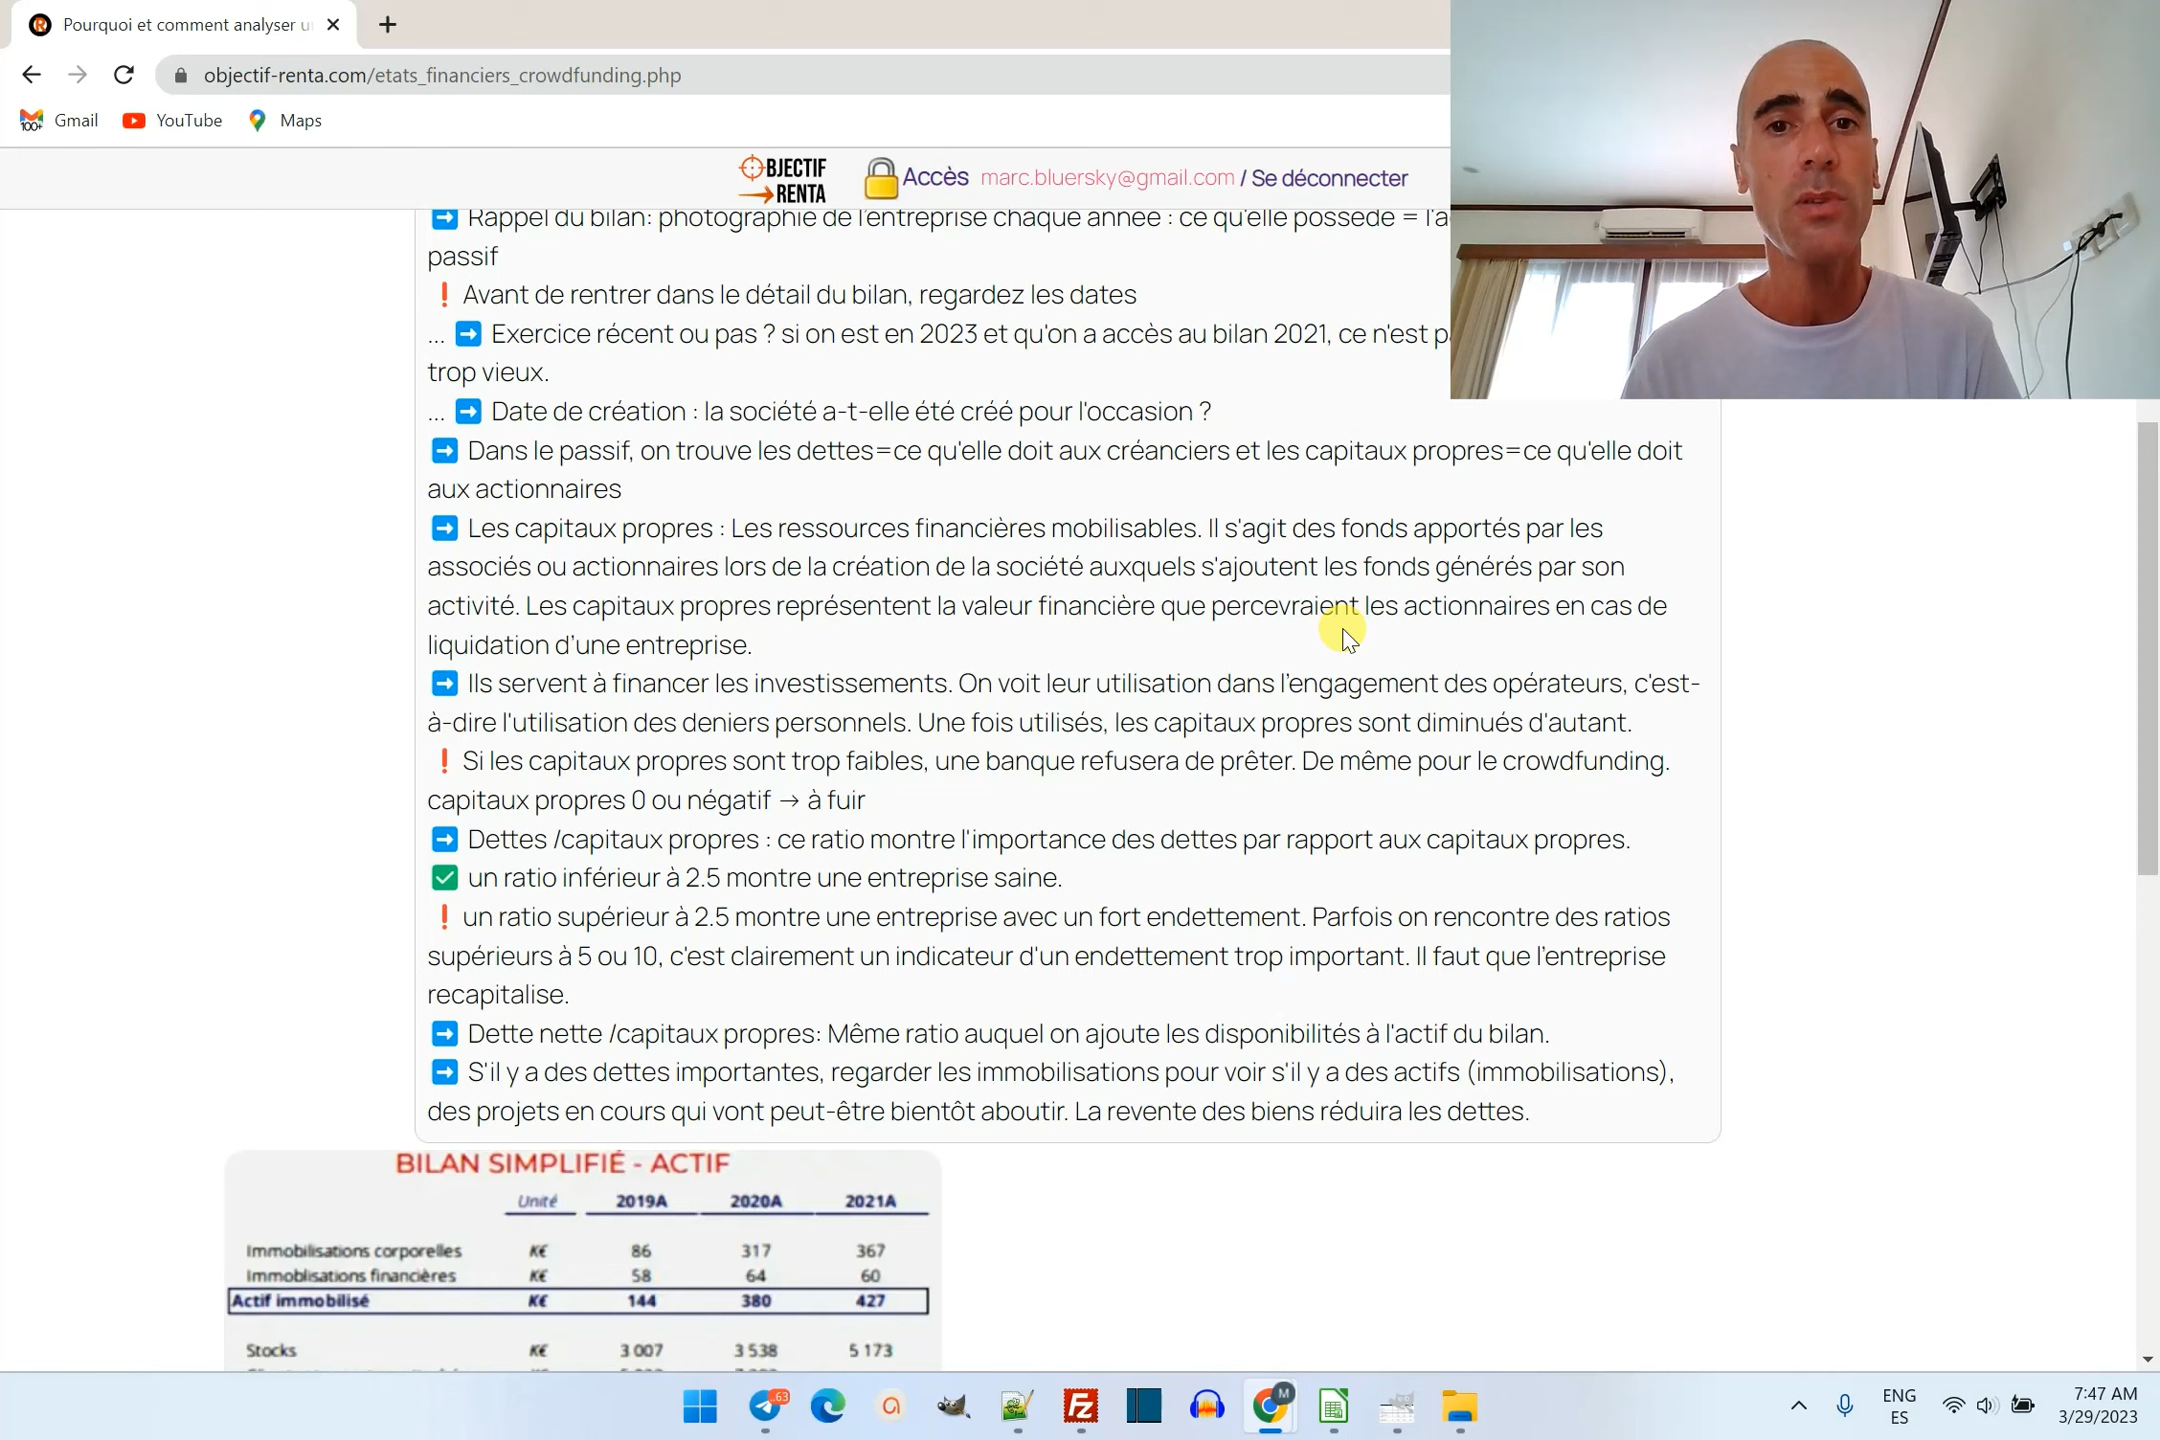 Pourquoi et comment analyser u
objectif-renta.com/etats_financiers_crowdfunding.php
Gmail YouTube Maps
BJECTIF
RENTA
Accès marc.bluersky@gmail.com / Se déconnecter
Rappel du bilan: photographie de l'entreprise chaque année : ce qu'elle possède = l'a
passif
❗ Avant de rentrer dans le détail du bilan, regardez les dates
... ➡ Exercice récent ou pas ? si on est en 2023 et qu'on a accès au bilan 2021, ce n'est p
trop vieux.
... ➡ Date de création : la société a-t-elle été créé pour l'occasion ?
➡ Dans le passif, on trouve les dettes=ce qu'elle doit aux créanciers et les capitaux propres=ce qu'elle doit
aux actionnaires
➡ Les capitaux propres : Les ressources financières mobilisables. Il s'agit des fonds apportés par les
associés ou actionnaires lors de la création de la société auxquels s'ajoutent les fonds générés par son
activité. Les capitaux propres représentent la valeur financière que percevraient les actionnaires en cas de
liquidation d'une entreprise.
➡ Ils servent à financer les investissements. On voit leur utilisation dans l'engagement des opérateurs, c'est-
à-dire l'utilisation des deniers personnels. Une fois utilisés, les capitaux propres sont diminués d'autant.
❗ Si les capitaux propres sont trop faibles, une banque refusera de prêter. De même pour le crowdfunding.
capitaux propres 0 ou négatif → à fuir
➡ Dettes /capitaux propres : ce ratio montre l'importance des dettes par rapport aux capitaux propres.
✅ un ratio inférieur à 2.5 montre une entreprise saine.
❗ un ratio supérieur à 2.5 montre une entreprise avec un fort endettement. Parfois on rencontre des ratios
supérieurs à 5 ou 10, c'est clairement un indicateur d'un endettement trop important. Il faut que l'entreprise
recapitalise.
➡ Dette nette /capitaux propres: Même ratio auquel on ajoute les disponibilités à l'actif du bilan.
➡ S'il y a des dettes importantes, regarder les immobilisations pour voir s'il y a des actifs (immobilisations),
des projets en cours qui vont peut-être bientôt aboutir. La revente des biens réduira les dettes.
BILAN SIMPLIFIÉ - ACTIF
Unité 2019A 2020A 2021A
Immobilisations corporelles K€ 86 317 367
Immoblisations financières K€ 58 64 60
Actif immobilisé K€ 144 380 427
Stocks K€ 3 007 3 538 5 173
63
M
ENG
ES
7:47 AM
3/29/2023